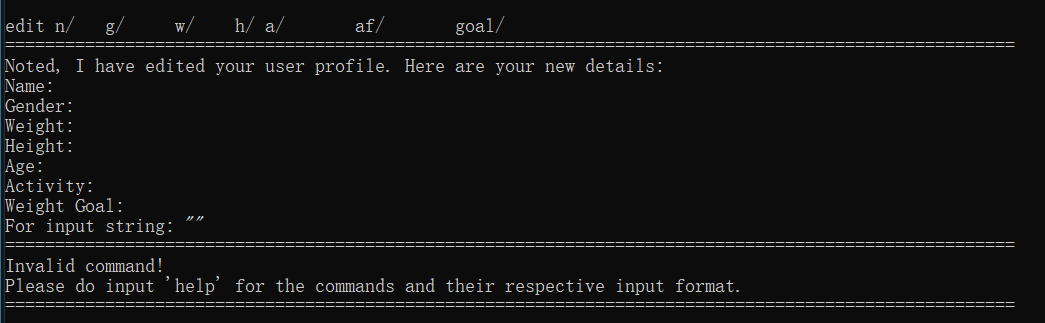 edit n/   g/     w/    h/ a/       af/       goal/
=====================================================================================================
Noted, I have edited your user profile. Here are your new details:
Name:
Gender:
Weight:
Height:
Age:
Activity:
Weight Goal:
For input string: ""
=====================================================================================================
Invalid command!
Please do input 'help' for the commands and their respective input format.
=====================================================================================================